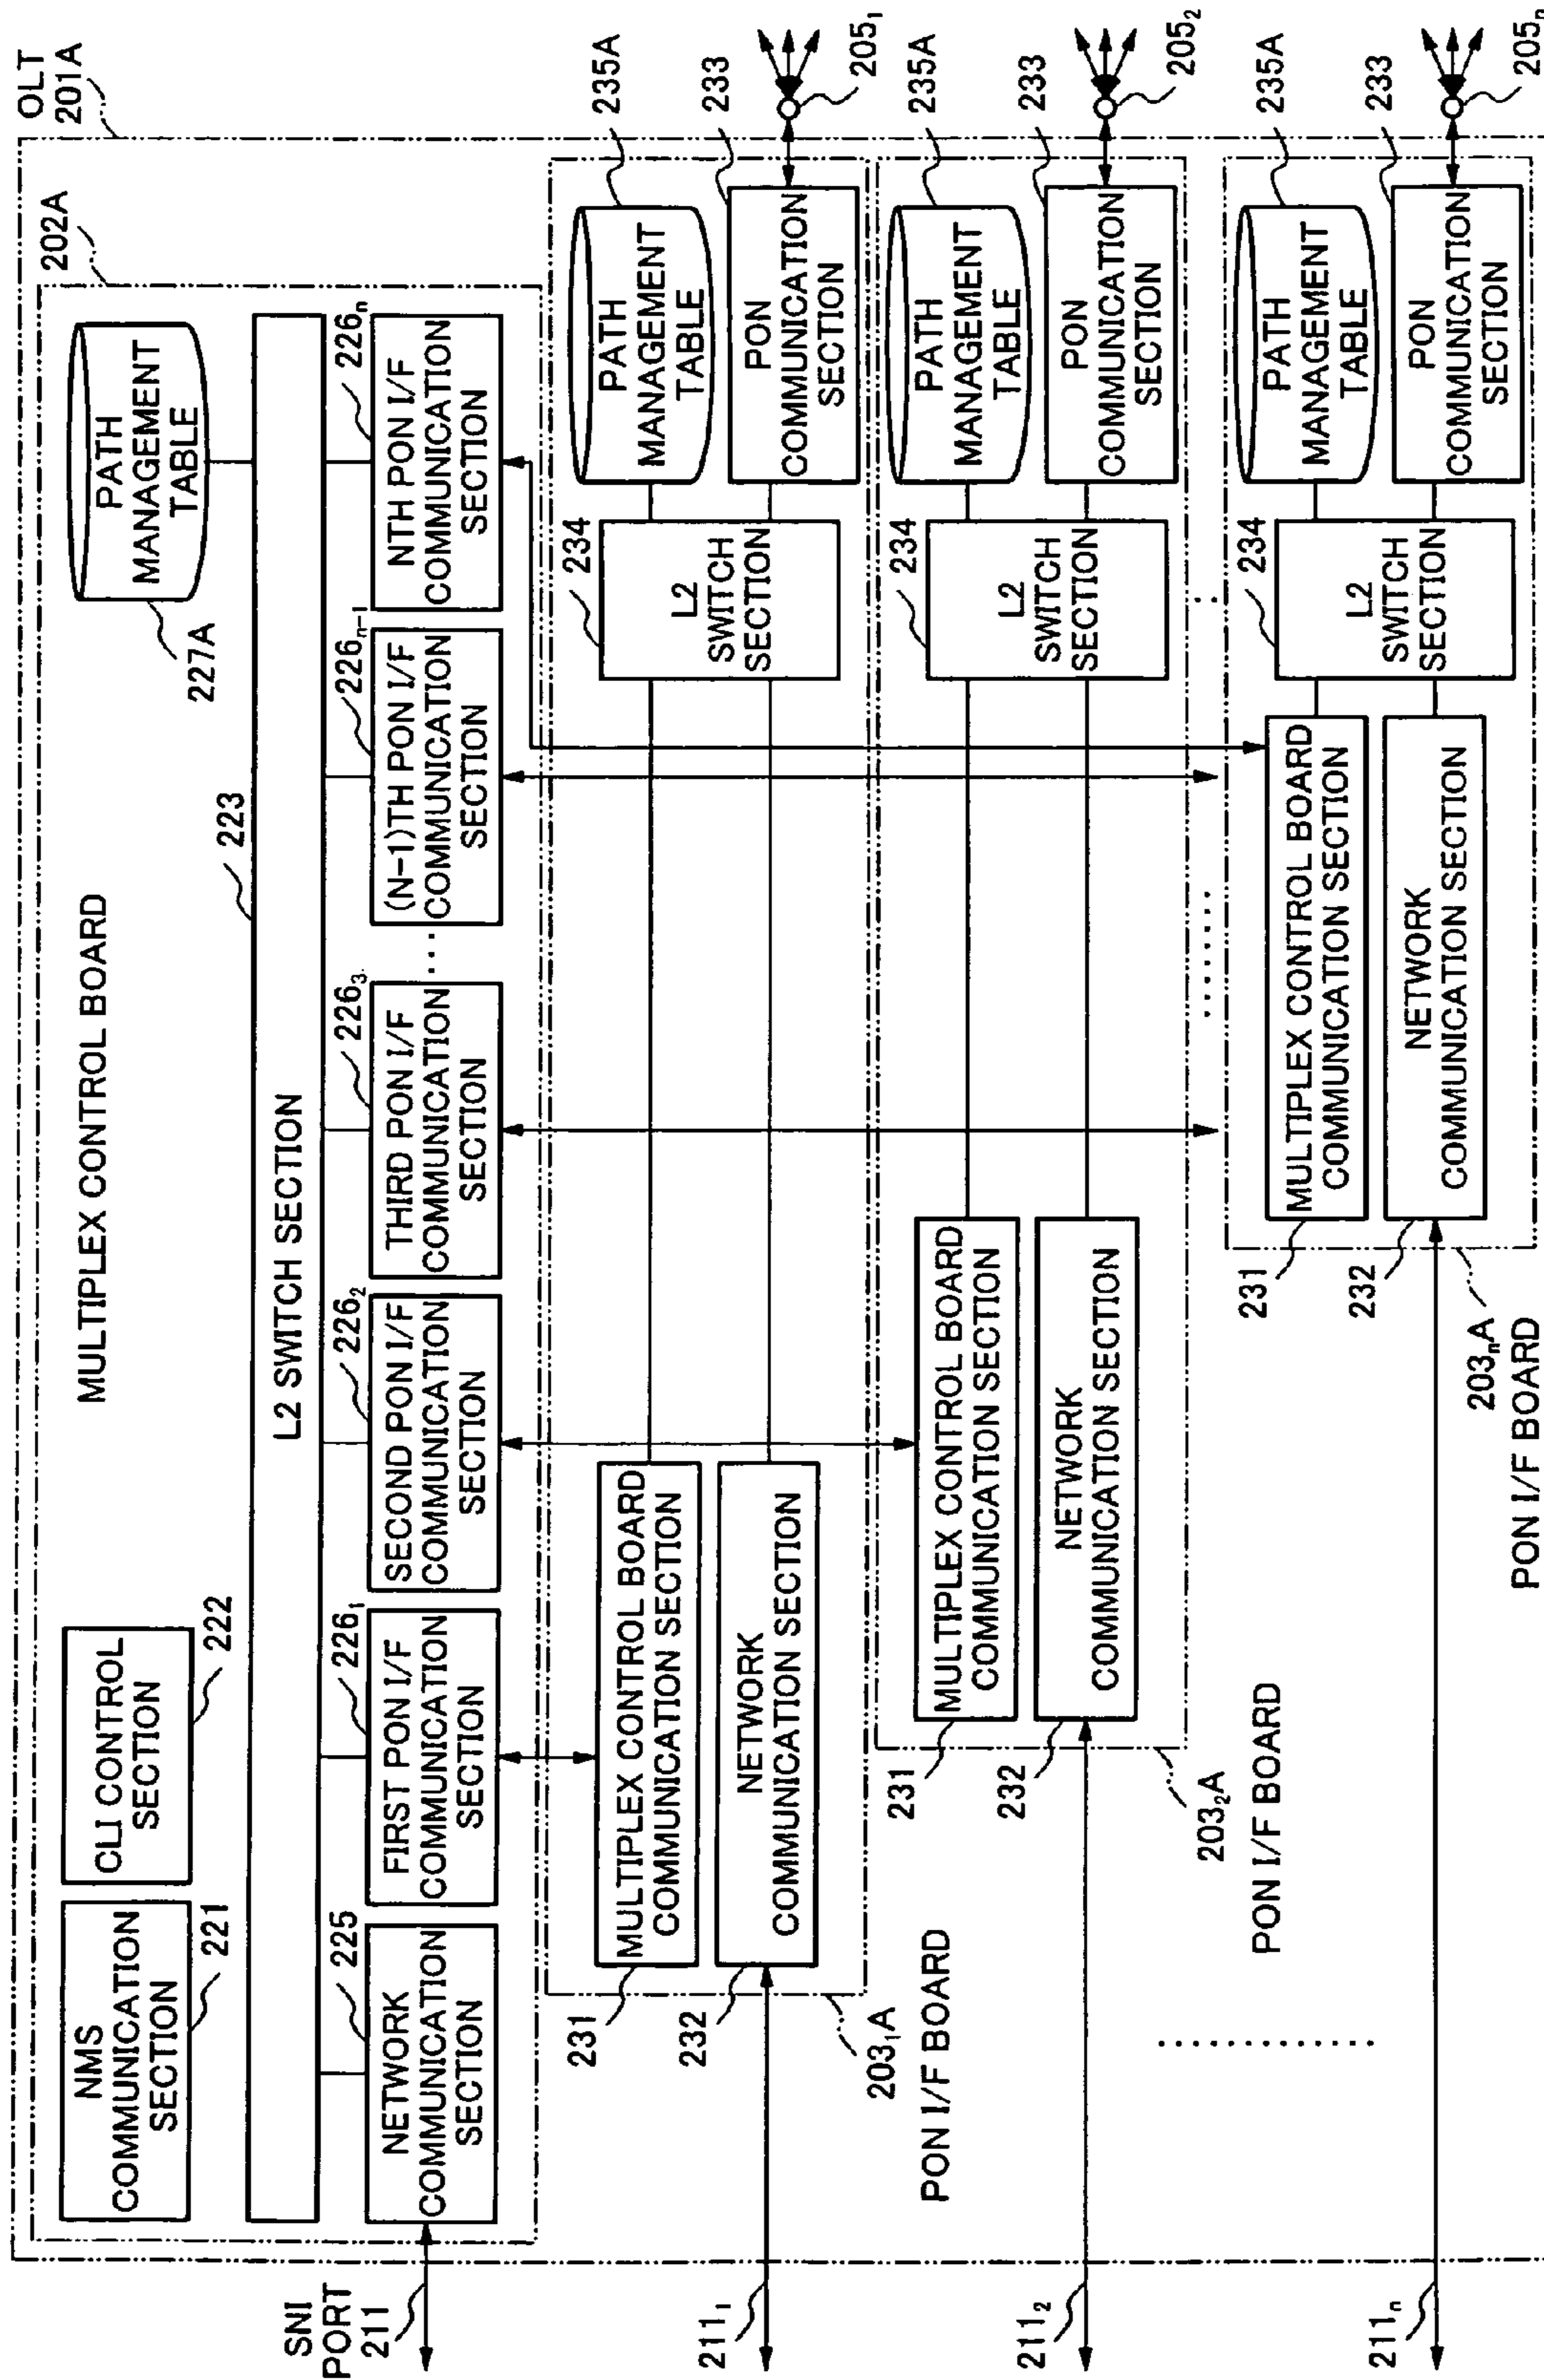 OLT
201A
202A
MULTIPLEX CONTROL BOARD
NMS
COMMUNICATION
SECTION
221
CLI CONTROL
SECTION
222
PATH
MANAGEMENT
TABLE
227A
L2 SWITCH SECTION
223
SNI
PORT
211
NETWORK
COMMUNICATION
SECTION
225
FIRST PON I/F
COMMUNICATION
SECTION
226₁
SECOND PON I/F
COMMUNICATION
SECTION
226₂
THIRD PON I/F
COMMUNICATION
SECTION
226₃
(N-1)TH PON I/F
COMMUNICATION
SECTION
226ₙ₋₁
NTH PON I/F
COMMUNICATION
SECTION
226ₙ
MULTIPLEX CONTROL BOARD
COMMUNICATION SECTION
231
NETWORK
COMMUNICATION SECTION
232
L2
SWITCH
SECTION
234
PATH
MANAGEMENT
TABLE
235A
PON
COMMUNICATION
SECTION
233
205₁
211₁
203₁A
PON I/F BOARD
MULTIPLEX CONTROL BOARD
COMMUNICATION SECTION
231
NETWORK
COMMUNICATION SECTION
232
L2
SWITCH
SECTION
234
PATH
MANAGEMENT
TABLE
235A
PON
COMMUNICATION
SECTION
233
205₂
211₂
203₂A
PON I/F BOARD
MULTIPLEX CONTROL BOARD
COMMUNICATION SECTION
231
NETWORK
COMMUNICATION SECTION
232
L2
SWITCH
SECTION
234
PATH
MANAGEMENT
TABLE
235A
PON
COMMUNICATION
SECTION
233
205ₙ
211ₙ
203ₙA
PON I/F BOARD